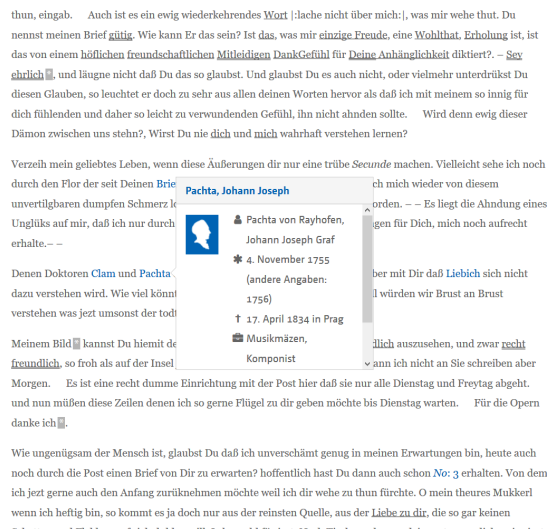 thun, eingab. Auch ist es ein ewig wiederkehrendes Wort |:lache nicht über mich:|, was mir wehe thut. Du
nennst meinen Brief gütig. Wie kann Er das sein? Ist das, was mir einzige Freude, eine Wohlthat, Erholung ist, ist
das von einem höflichen freundschaftlichen Mitleidigen DankGefühl für Deine Anhänglichkeit diktiert?. – Sey
ehrlich*, und läugne nicht daß Du das so glaubst. Und glaubst Du es auch nicht, oder vielmehr unterdrükst Du
diesen Glauben, so leuchtet er doch zu sehr aus allen deinen Worten hervor als daß ich mit meinem so innig für
dich fühlenden und daher so leicht zu verwundenden Gefühl, ihn nicht ahnden sollte. Wird denn ewig dieser
Dämon zwischen uns stehn?, Wirst Du nie dich und mich wahrhaft verstehen lernen?
Verzeih mein geliebtes Leben, wenn diese Äußerungen dir nur eine trübe Secunde machen. Vielleicht sehe ich noch
durch den Flor der seit Deinen Brie
ch mich wieder von diesem
unvertilgbaren dumpfen Schmerz l
orden. – – Es liegt die Ahndung eines
Unglüks auf mir, daß ich nur durch
ngen für Dich, mich noch aufrecht
erhalte.– –
Pachta, Johann Joseph
Pachta von Rayhofen,
Johann Joseph Graf
4. November 1755
(andere Angaben:
1756)
† 17. April 1834 in Prag
Musikmäzen,
Komponist
Denen Doktoren Clam und Pachta
ber mit Dir daß Liebich sich nicht
dazu verstehen wird. Wie viel könnt
l würden wir Brust an Brust
verstehen was jezt umsonst der todt
Meinem Bild* kannst Du hiemit de
dlich auszusehen, und zwar recht
freundlich, so froh als auf der Insel
ann ich nicht an Sie schreiben aber
Morgen. Es ist eine recht dumme Einrichtung mit der Post hier daß sie nur alle Dienstag und Freytag abgeht.
und nun müßen diese Zeilen denen ich so gerne Flügel zu dir geben möchte bis Dienstag warten. Für die Opern
danke ich*.
Wie ungenügsam der Mensch ist, glaubst Du daß ich unverschämt genug in meinen Erwartungen bin, heute auch
noch durch die Post einen Brief von Dir zu erwarten? hoffentlich hast Du dann auch schon No: 3 erhalten. Von dem
ich jezt gerne auch den Anfang zurüknehmen möchte weil ich dir wehe zu thun fürchte. O mein theures Mukkerl
wenn ich heftig bin, so kommt es ja doch nur aus der reinsten Quelle, aus der Liebe zu dir, die so gar keinen